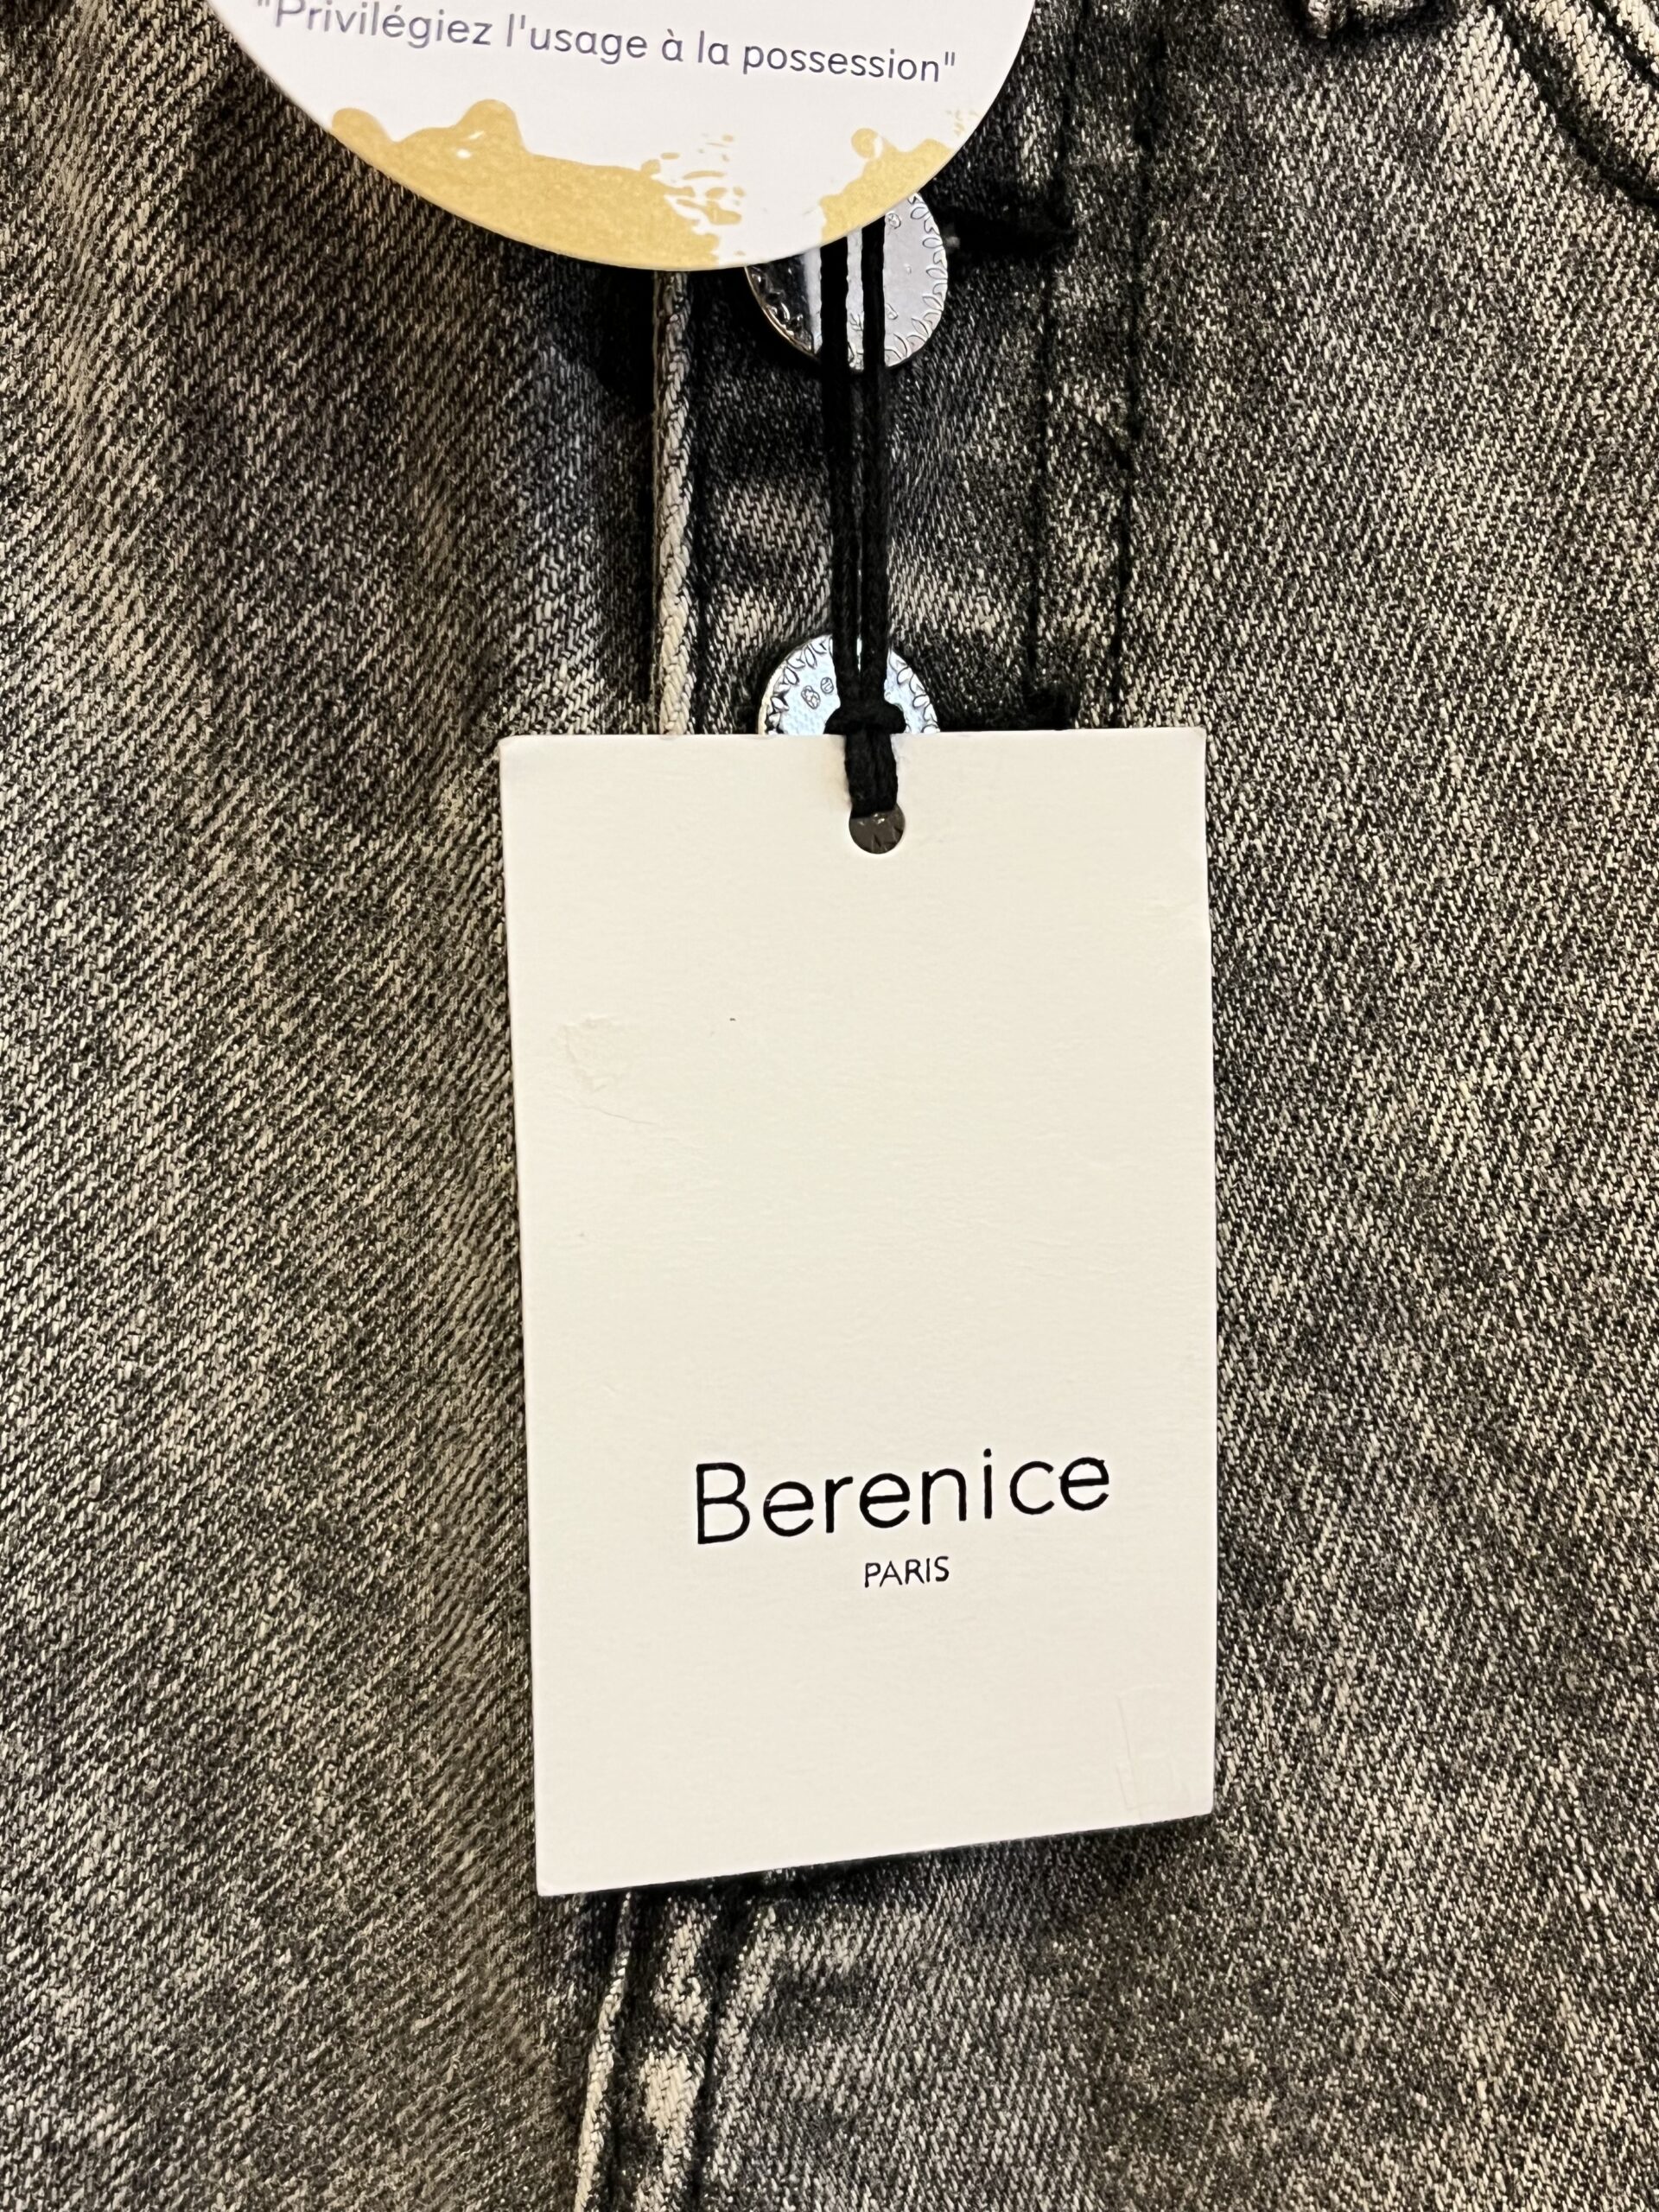 "Privilégiez l'usage à la possession"
Berenice
PARIS